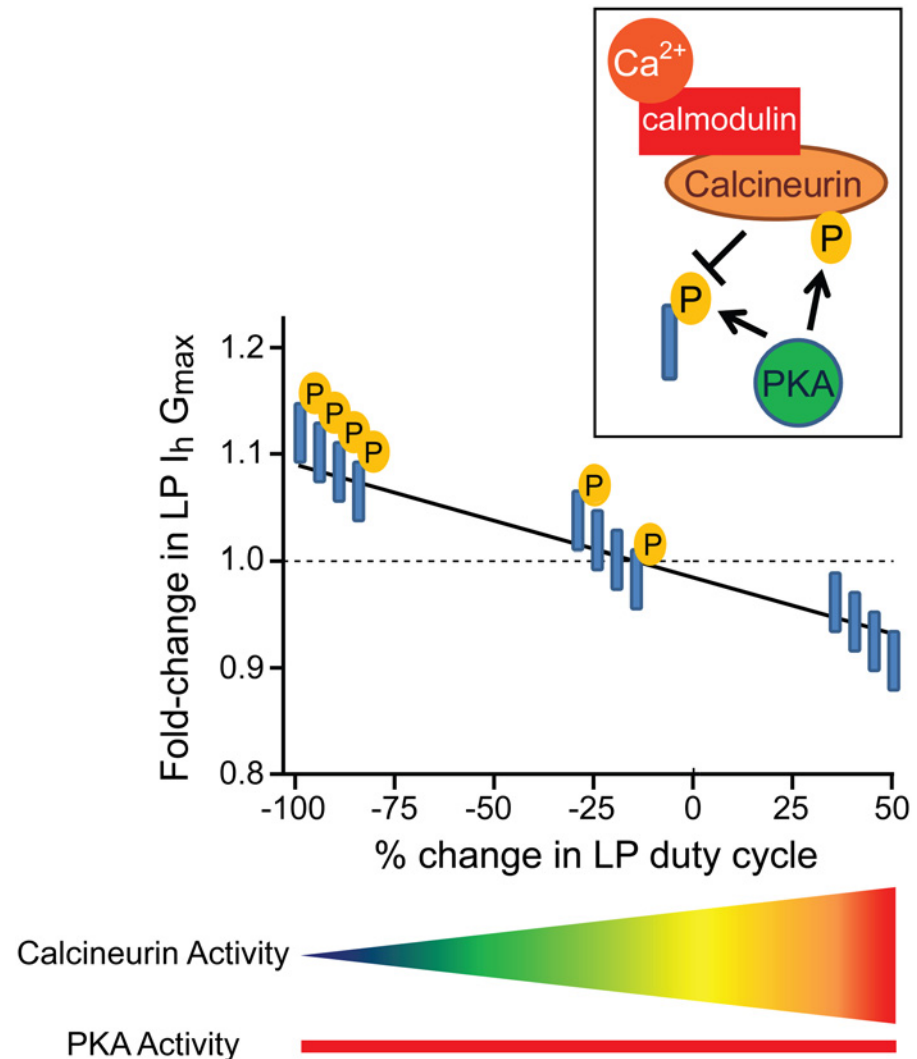 Ca2+
calmodulin
Calcineurin
P
P
PKA
Fold-change in LP Ih Gmax
1.2
1.1
1.0
0.9
0.8
P
P
P
P
P
P
-100
-75
-50
-25
0
25
50
% change in LP duty cycle
Calcineurin Activity
PKA Activity